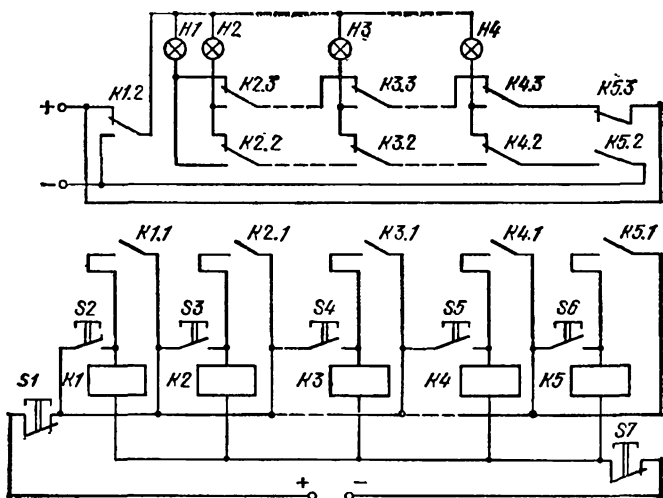 H1 H2 H3 H4
K1.2 K2.3 K3.3 K4.3 K5.3
+
K2.2 K3.2 K4.2 K5.2
−
K1.1 K2.1 K3.1 K4.1 K5.1
S2 S3 S4 S5 S6
S1 K1 K2 K3 K4 K5
S7
+ −